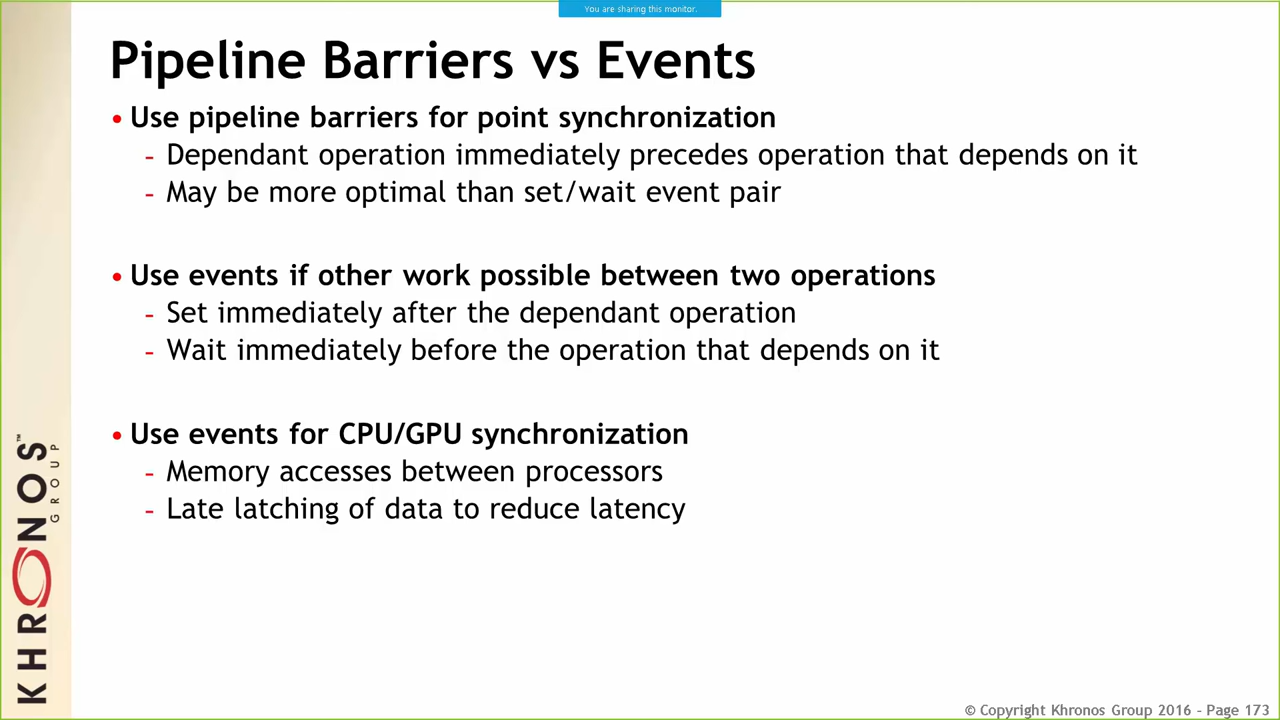 You are sharing this monitor.
Pipeline Barriers vs Events
• Use pipeline barriers for point synchronization
- Dependant operation immediately precedes operation that depends on it
- May be more optimal than set/wait event pair
• Use events if other work possible between two operations
- Set immediately after the dependant operation
- Wait immediately before the operation that depends on it
• Use events for CPU/GPU synchronization
- Memory accesses between processors
- Late latching of data to reduce latency
KHRONOS™
GROUP
© Copyright Khronos Group 2016 - Page 173